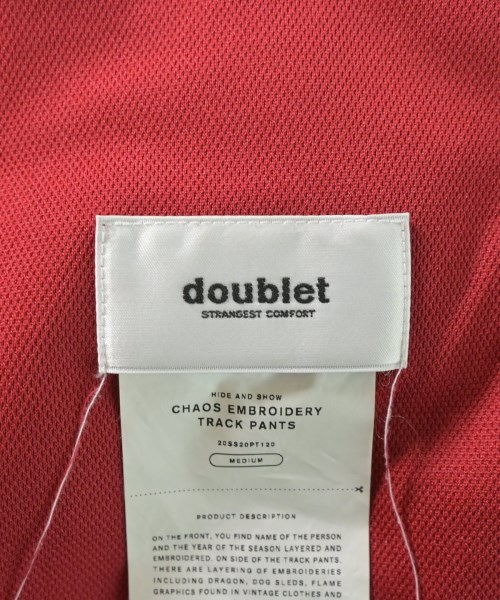 doublet
STRANGEST COMFORT
HIDE AND SHOW
CHAOS EMBROIDERY
TRACK PANTS
20SS20PT130
MEDIUM
PRODUCT DESCRIPTION
ON THE FRONT, YOU FIND NAME OF THE PERSON
AND THE YEAR OF THE SEASON LAYERED AND
EMBROIDERED. ON SIDE OF THE TRACK PANTS,
THERE ARE LAYERING OF EMBROIDERIES
INCLUDING DRAGON, DOG SLEDS, FLAME
GRAPHICS FOUND IN VINTAGE CLOTHES AND